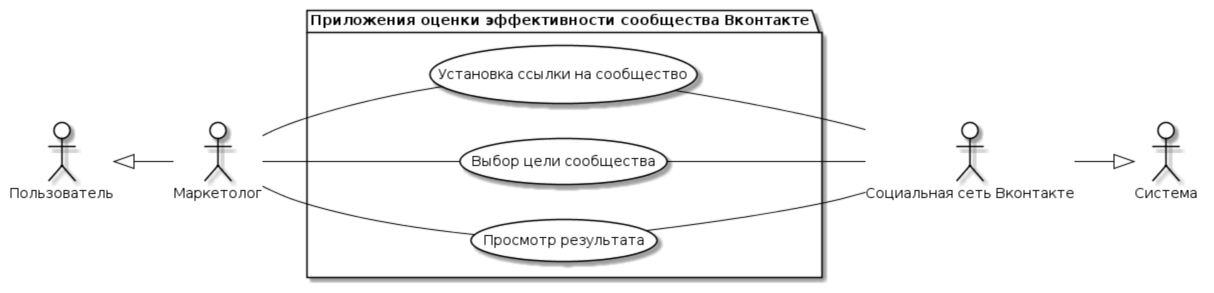 Приложения оценки эффективности сообщества Вконтакте
Установка ссылки на сообщество
Выбор цели сообщества
Пользователь
Маркетолог
Социальная сеть Вконтакте
Система
Просмотр результата